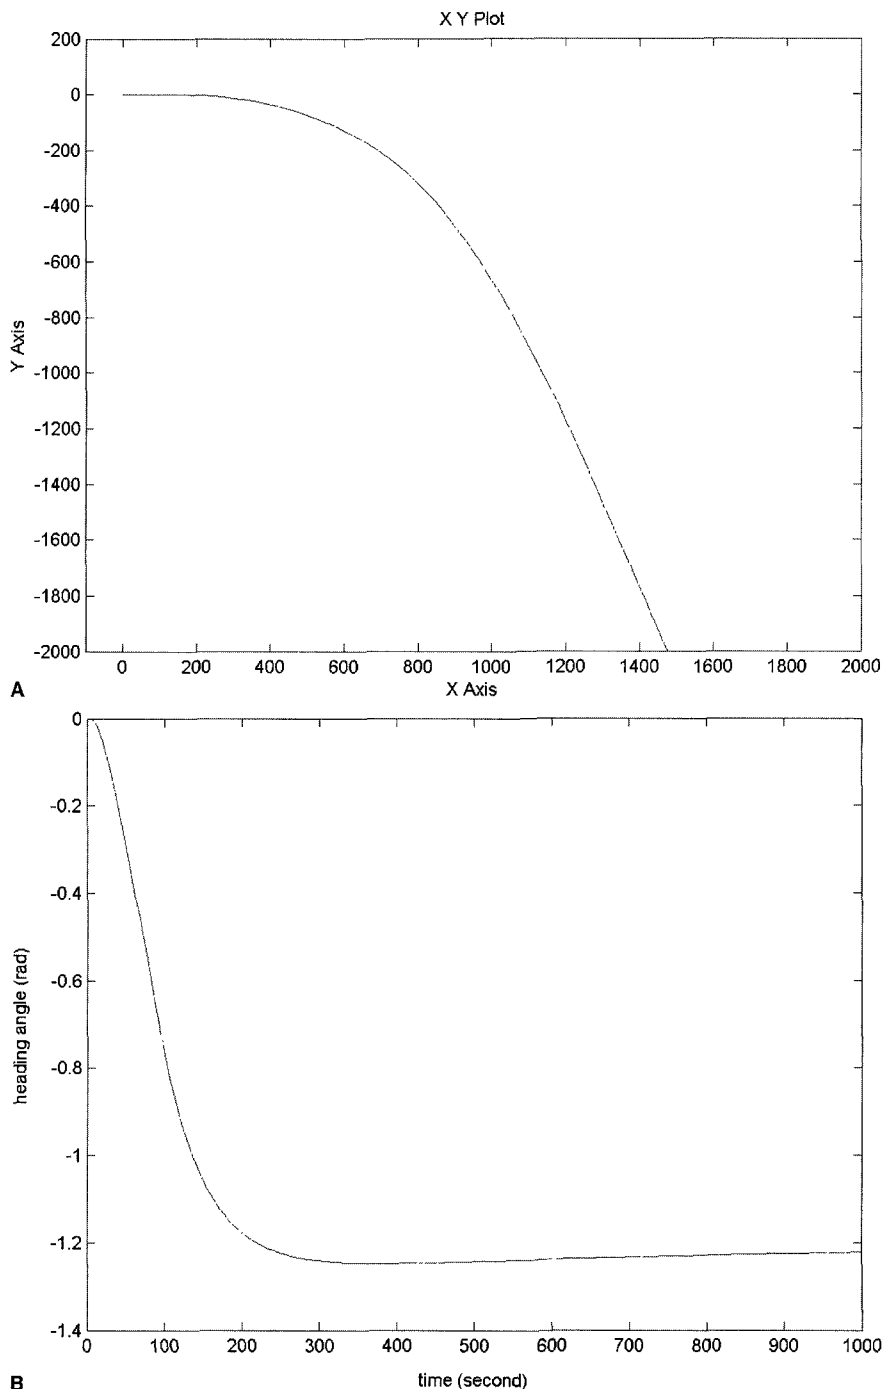 X Y Plot
200
0
-200
-400
-600
-800
-1000
-1200
-1400
-1600
-1800
-2000
Y Axis
0 200 400 600 800 1000 1200 1400 1600 1800 2000
X Axis
A
0
-0.2
-0.4
-0.6
-0.8
-1
-1.2
-1.4
heading angle (rad)
0 100 200 300 400 500 600 700 800 900 1000
time (second)
B